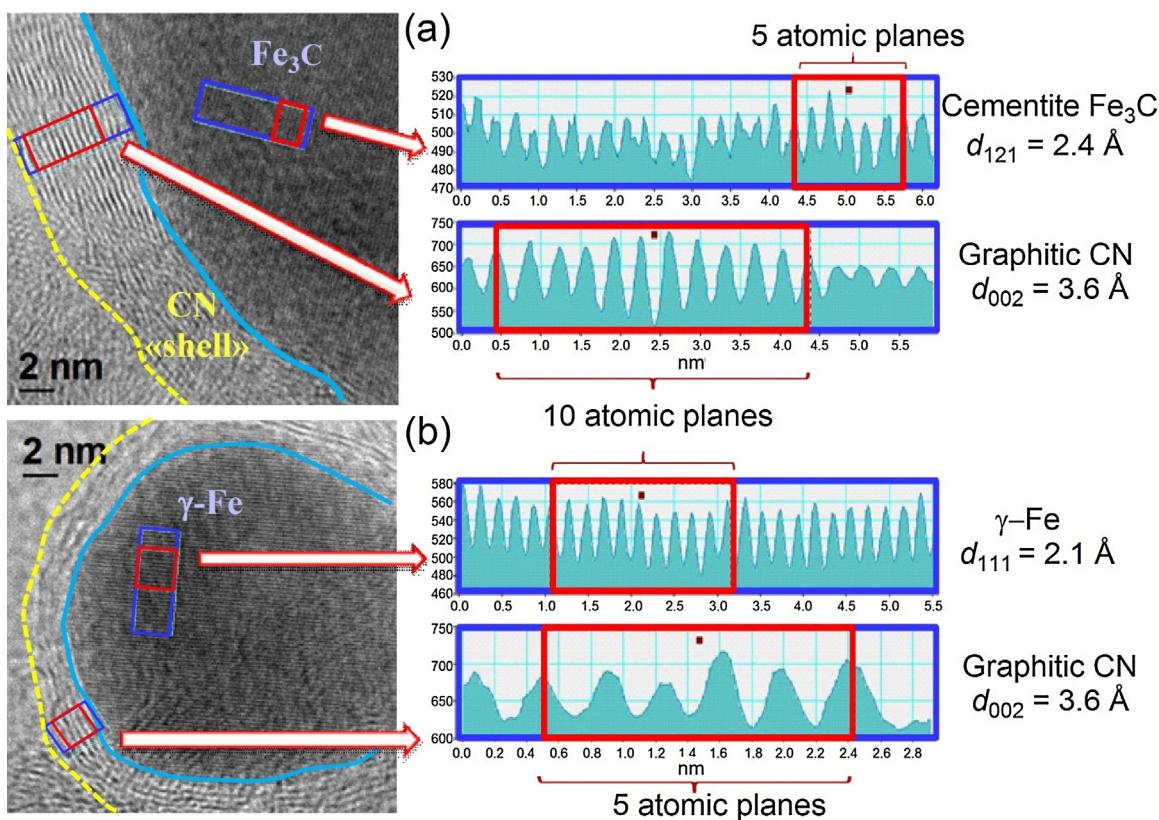 (a)
Fe₃C
CN
«shell»
2 nm
5 atomic planes
530
520
510
500
490
480
470
0.0 0.5 1.0 1.5 2.0 2.5 3.0 3.5 4.0 4.5 5.0 5.5 6.0
Cementite Fe₃C
d₁₂₁ = 2.4 Å
750
700
650
600
550
500
0.0 0.5 1.0 1.5 2.0 2.5 3.0 3.5 4.0 4.5 5.0 5.5
nm
Graphitic CN
d₀₀₂ = 3.6 Å
10 atomic planes
(b)
2 nm
γ-Fe
580
560
540
520
500
480
460
0.0 0.5 1.0 1.5 2.0 2.5 3.0 3.5 4.0 4.5 5.0 5.5
γ–Fe
d₁₁₁ = 2.1 Å
750
700
650
600
0.0 0.2 0.4 0.6 0.8 1.0 1.2 1.4 1.6 1.8 2.0 2.2 2.4 2.6 2.8
nm
Graphitic CN
d₀₀₂ = 3.6 Å
5 atomic planes